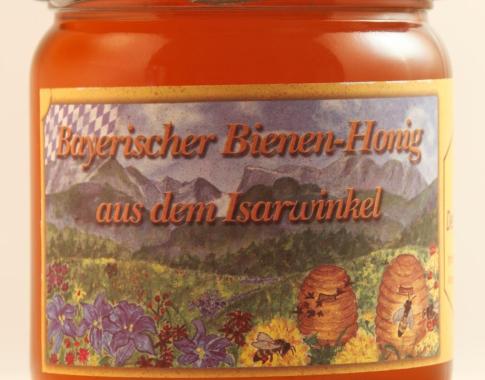 Bayerischer Bienen-Honig
aus dem Isarwinkel